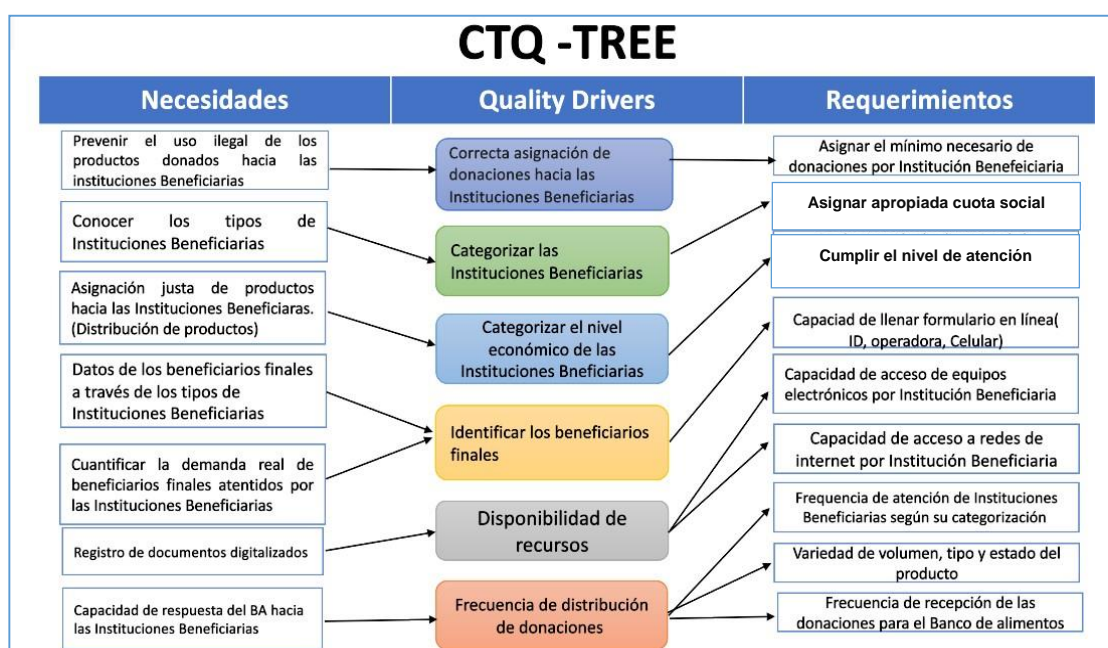 CTQ -TREE
Necesidades
Quality Drivers
Requerimientos
Prevenir el uso ilegal de los
productos donados hacia las
instituciones Beneficiarias
Conocer los tipos de
Instituciones Beneficiarias
Asignación justa de productos
hacia las Instituciones Beneficiaras.
(Distribución de productos)
Datos de los beneficiarios finales
a través de los tipos de
Instituciones Beneficiarias
Cuantificar la demanda real de
beneficiarios finales atentidos por
las Instituciones Beneficiarias
Registro de documentos digitalizados
Capacidad de respuesta del BA hacia
las Instituciones Beneficiarias
Correcta asignación de
donaciones hacia las
Instituciones Beneficiarias
Categorizar las
Instituciones Beneficiarias
Categorizar el nivel
económico de las
Instituciones Bneficiarias
Identificar los beneficiarios
finales
Disponibilidad de
recursos
Frecuencia de distribución
de donaciones
Asignar el mínimo necesario de
donaciones por Institución Benefeiciaria
Asignar apropiada cuota social
Cumplir el nivel de atención
Capaciad de llenar formulario en línea(
ID, operadora, Celular)
Capacidad de acceso de equipos
electrónicos por Institución Beneficiaria
Capacidad de acceso a redes de
internet por Institución Beneficiaria
Frequencia de atención de Instituciones
Beneficiarias según su categorización
Variedad de volumen, tipo y estado del
producto
Frecuencia de recepción de las
donaciones para el Banco de alimentos